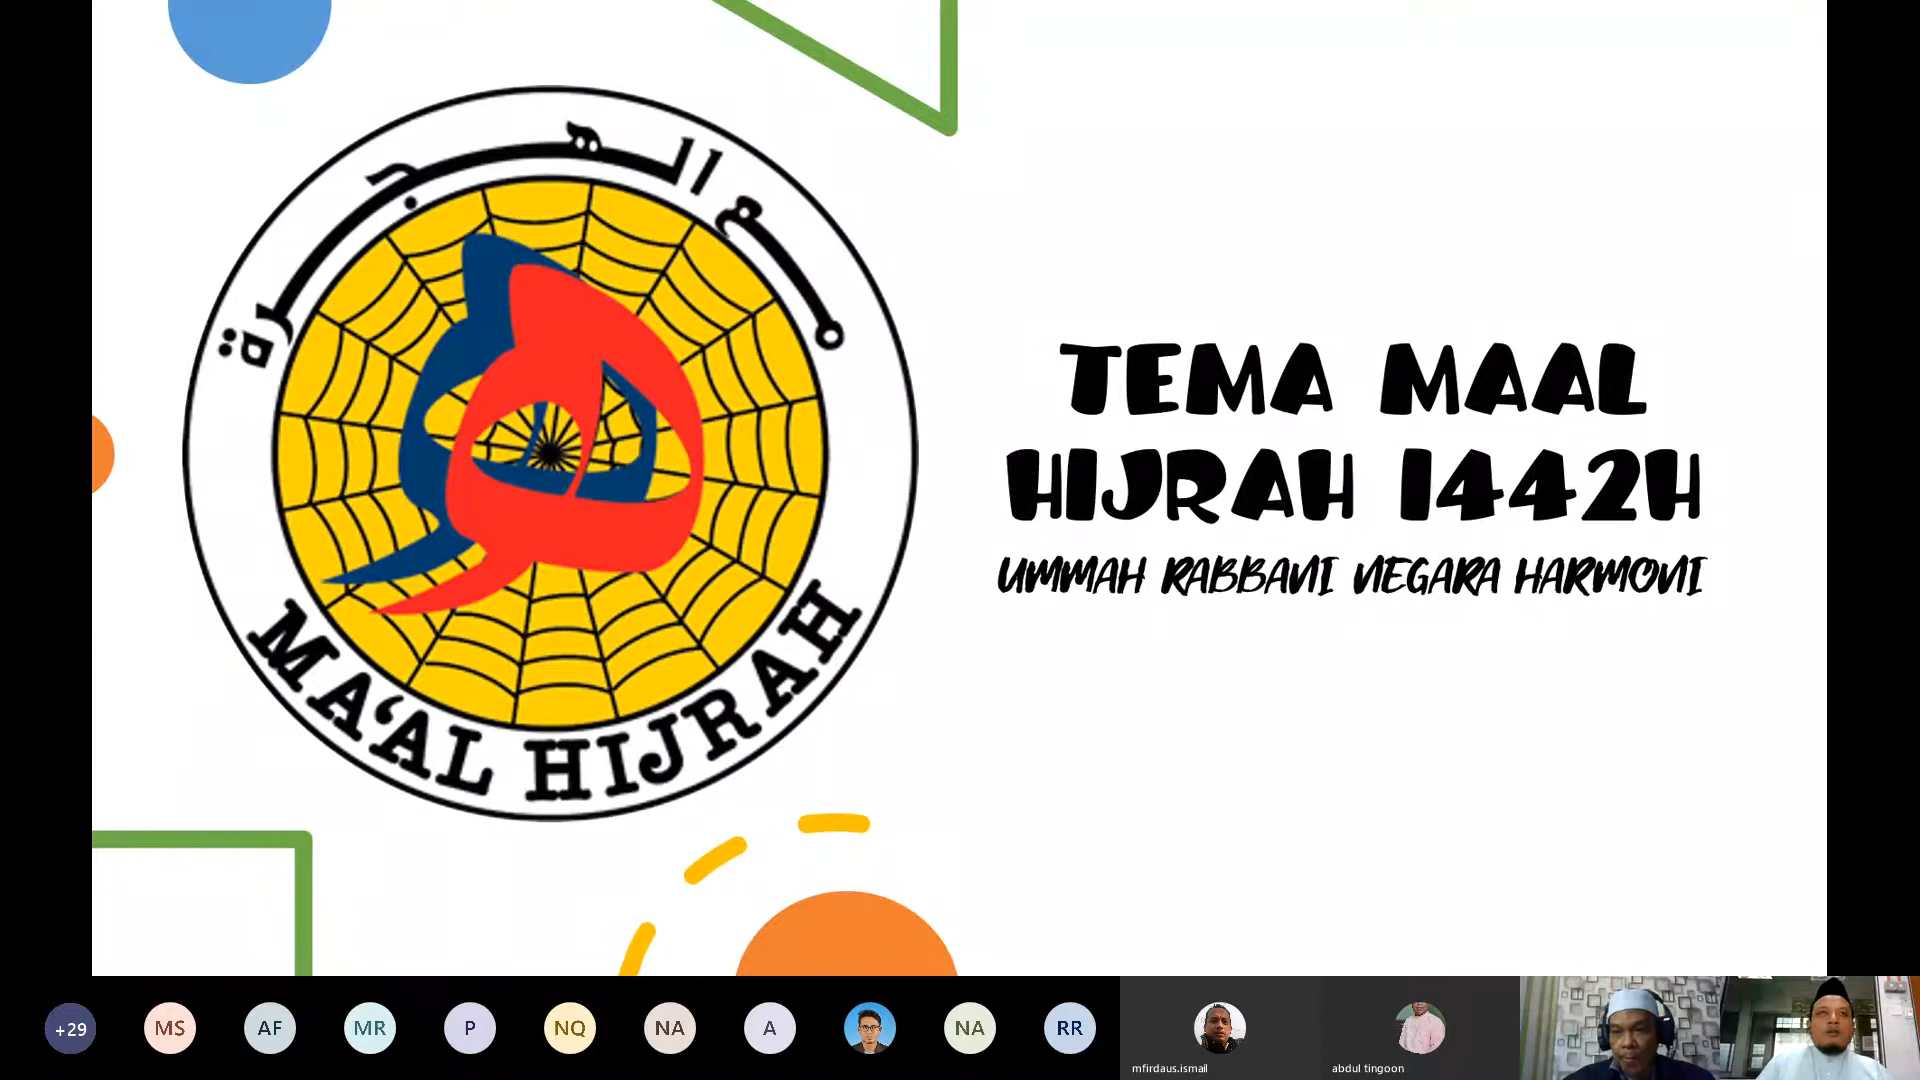 مع الهجرة
MA'AL HIJRAH
TEMA MAAL
HIJRAH 1442H
UMMAH RABBANI NEGARA HARMONI
+29
MS
AF
MR
P
NQ
NA
A
NA
RR
mfirdaus.ismail
abdul tingoon